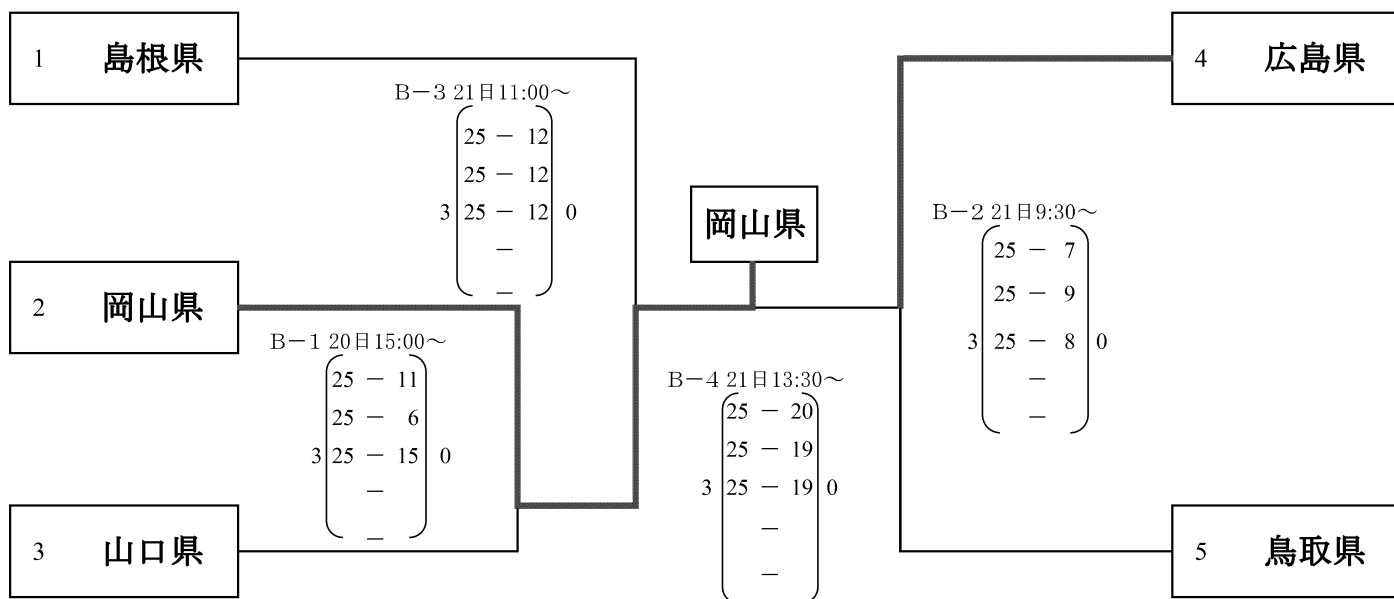 1 島根県
4 広島県
B－3 21日11:00～
25 － 12
25 － 12
3 25 － 12 0
－
－
岡山県
B－2 21日9:30～
25 － 7
25 － 9
3 25 － 8 0
－
－
2 岡山県
B－1 20日15:00～
25 － 11
25 － 6
3 25 － 15 0
－
－
B－4 21日13:30～
25 － 20
25 － 19
3 25 － 19 0
－
－
3 山口県
5 鳥取県